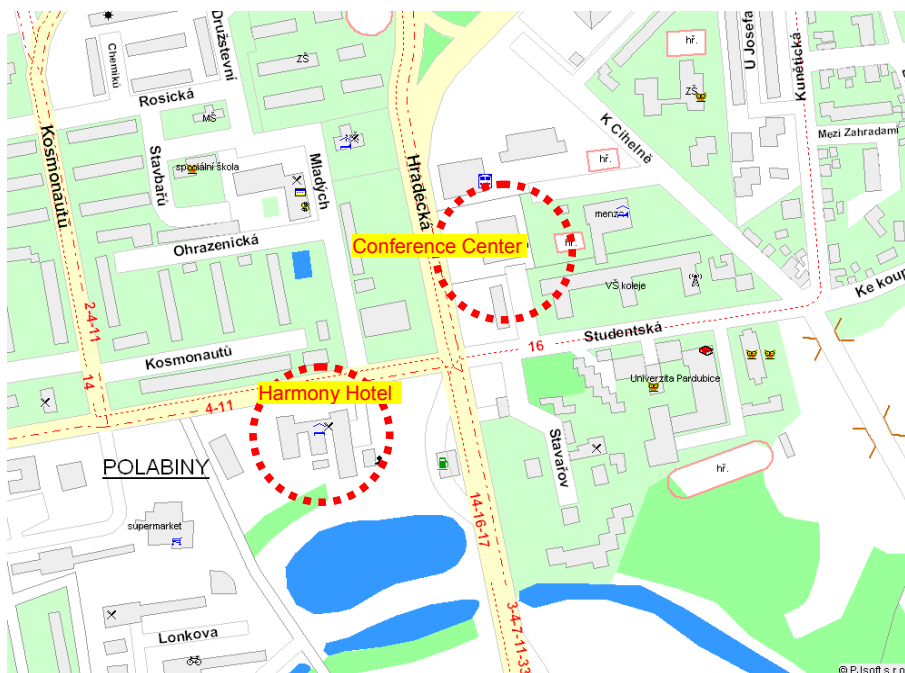 Chemiků
Družstevní
ZŠ
hř.
U Josefa
Kunětická
Rosická
MŠ
ZŠ
Kosmonautů
Stavbařů
speciální škola
Mladých
Hradecká
hř.
K Cihelně
Mezi Zahradami
menza
Ohrazenická
Conference Center
hř.
VŠ koleje
Ke koup
2-4-11
14
Kosmonautů
16
Studentská
Harmony Hotel
4-11
Univerzita Pardubice
Stavařov
POLABINY
hř.
supermarket
14-16-17
3-4-7-11-33
Lonkova
© PJsoft s.r.o